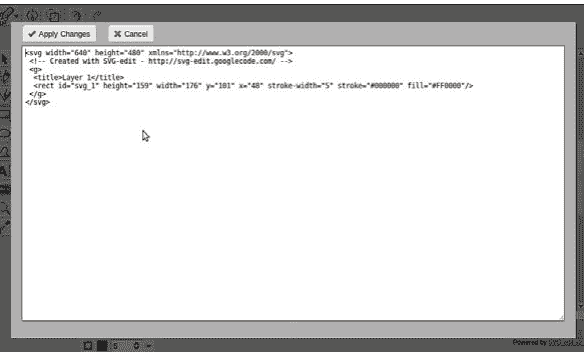 Apply Changes
Cancel
<svg width="640" height="480" xmlns="http://www.w3.org/2000/svg">
<!-- Created with SVG-edit - http://svg-edit.googlecode.com/ -->
<g>
<title>Layer 1</title>
<rect id="svg_1" height="159" width="176" y="101" x="48" stroke-width="5" stroke="#000000" fill="#FF0000"/>
</g>
</svg>
5
Powered by